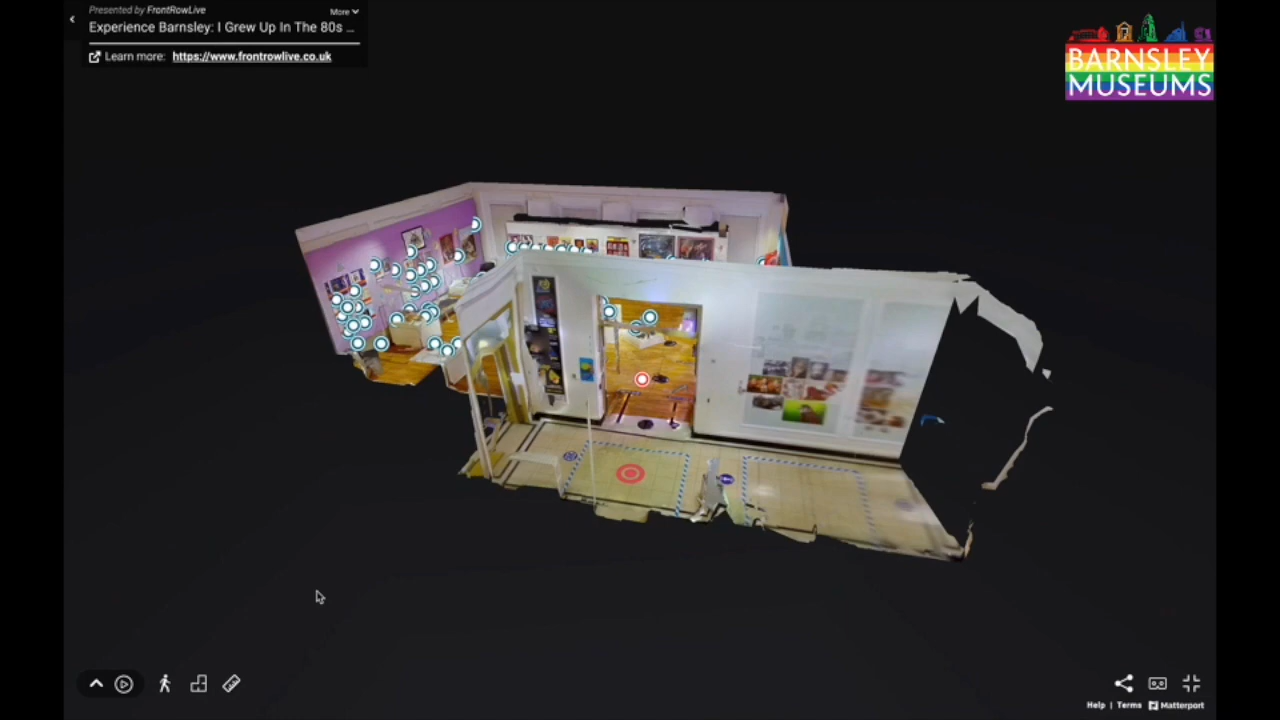 Presented by FrontRowLive
More
Experience Barnsley: I Grew Up In The 80s ...
Learn more: https://www.frontrowlive.co.uk
BARNSLEY
MUSEUMS
Help | Terms Matterport